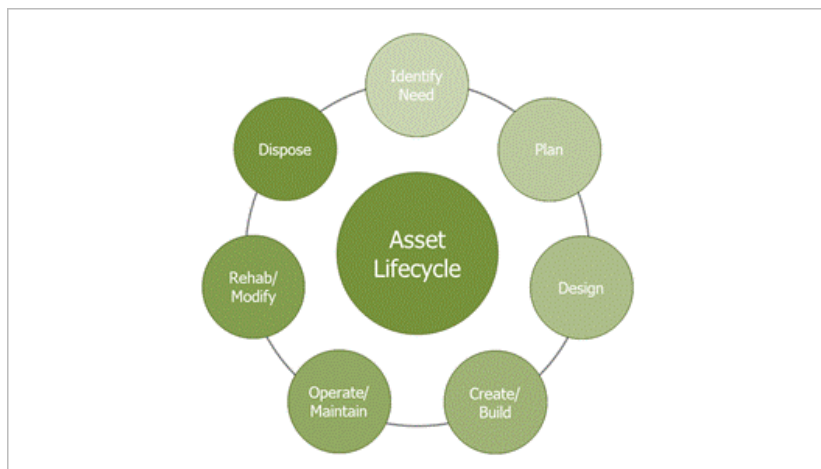 Identify
Need
Plan
Design
Create/
Build
Operate/
Maintain
Rehab/
Modify
Dispose
Asset
Lifecycle